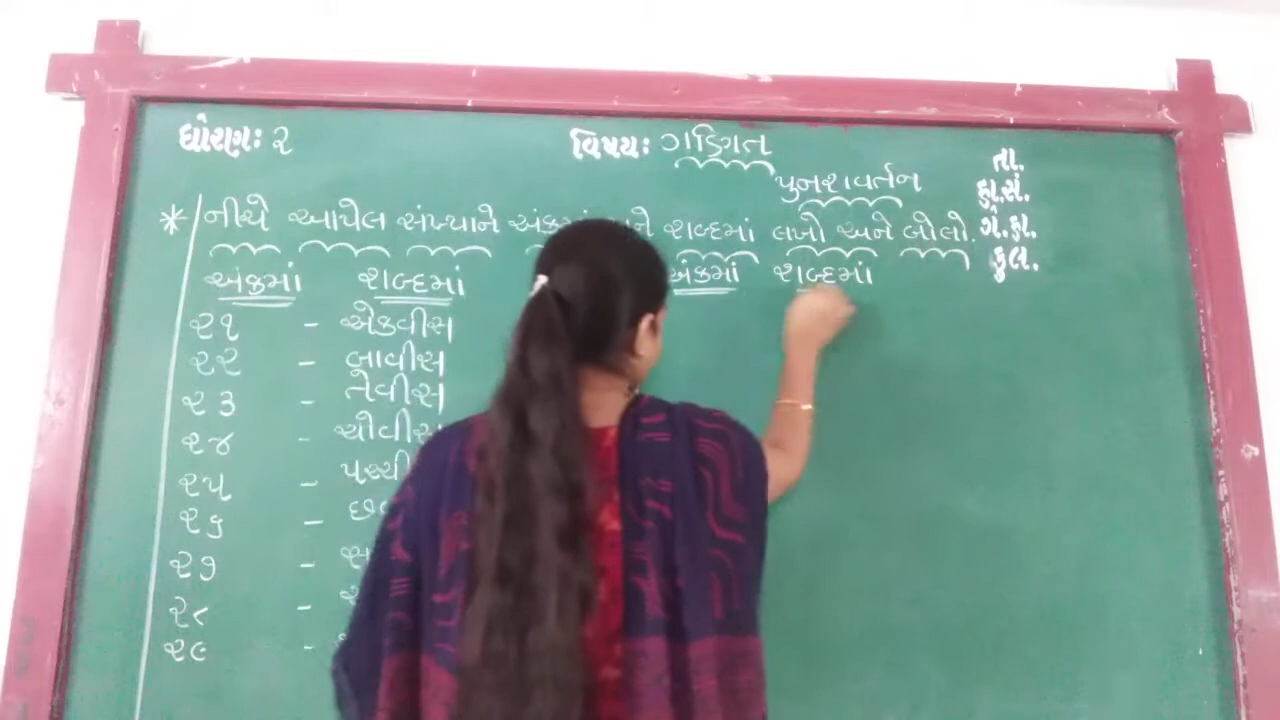 ધોરણ: ૨ વિષય: ગણિત તા.
પુનરાવર્તન હા.સં.
* નીચે આપેલ સંખ્યાને શબ્દમાં લખો અને બોલો. ગે.હા.
અંકમાં શબ્દમાં અંકમાં શબ્દમાં કુલ.
૨૧ - એકવીસ
૨૨ - બાવીસ
૨૩ - તેવીસ
૨૪ - ચોવીસ
૨૫ -
૨૬ -
૨૭ -
૨૮ -
૨૯ -